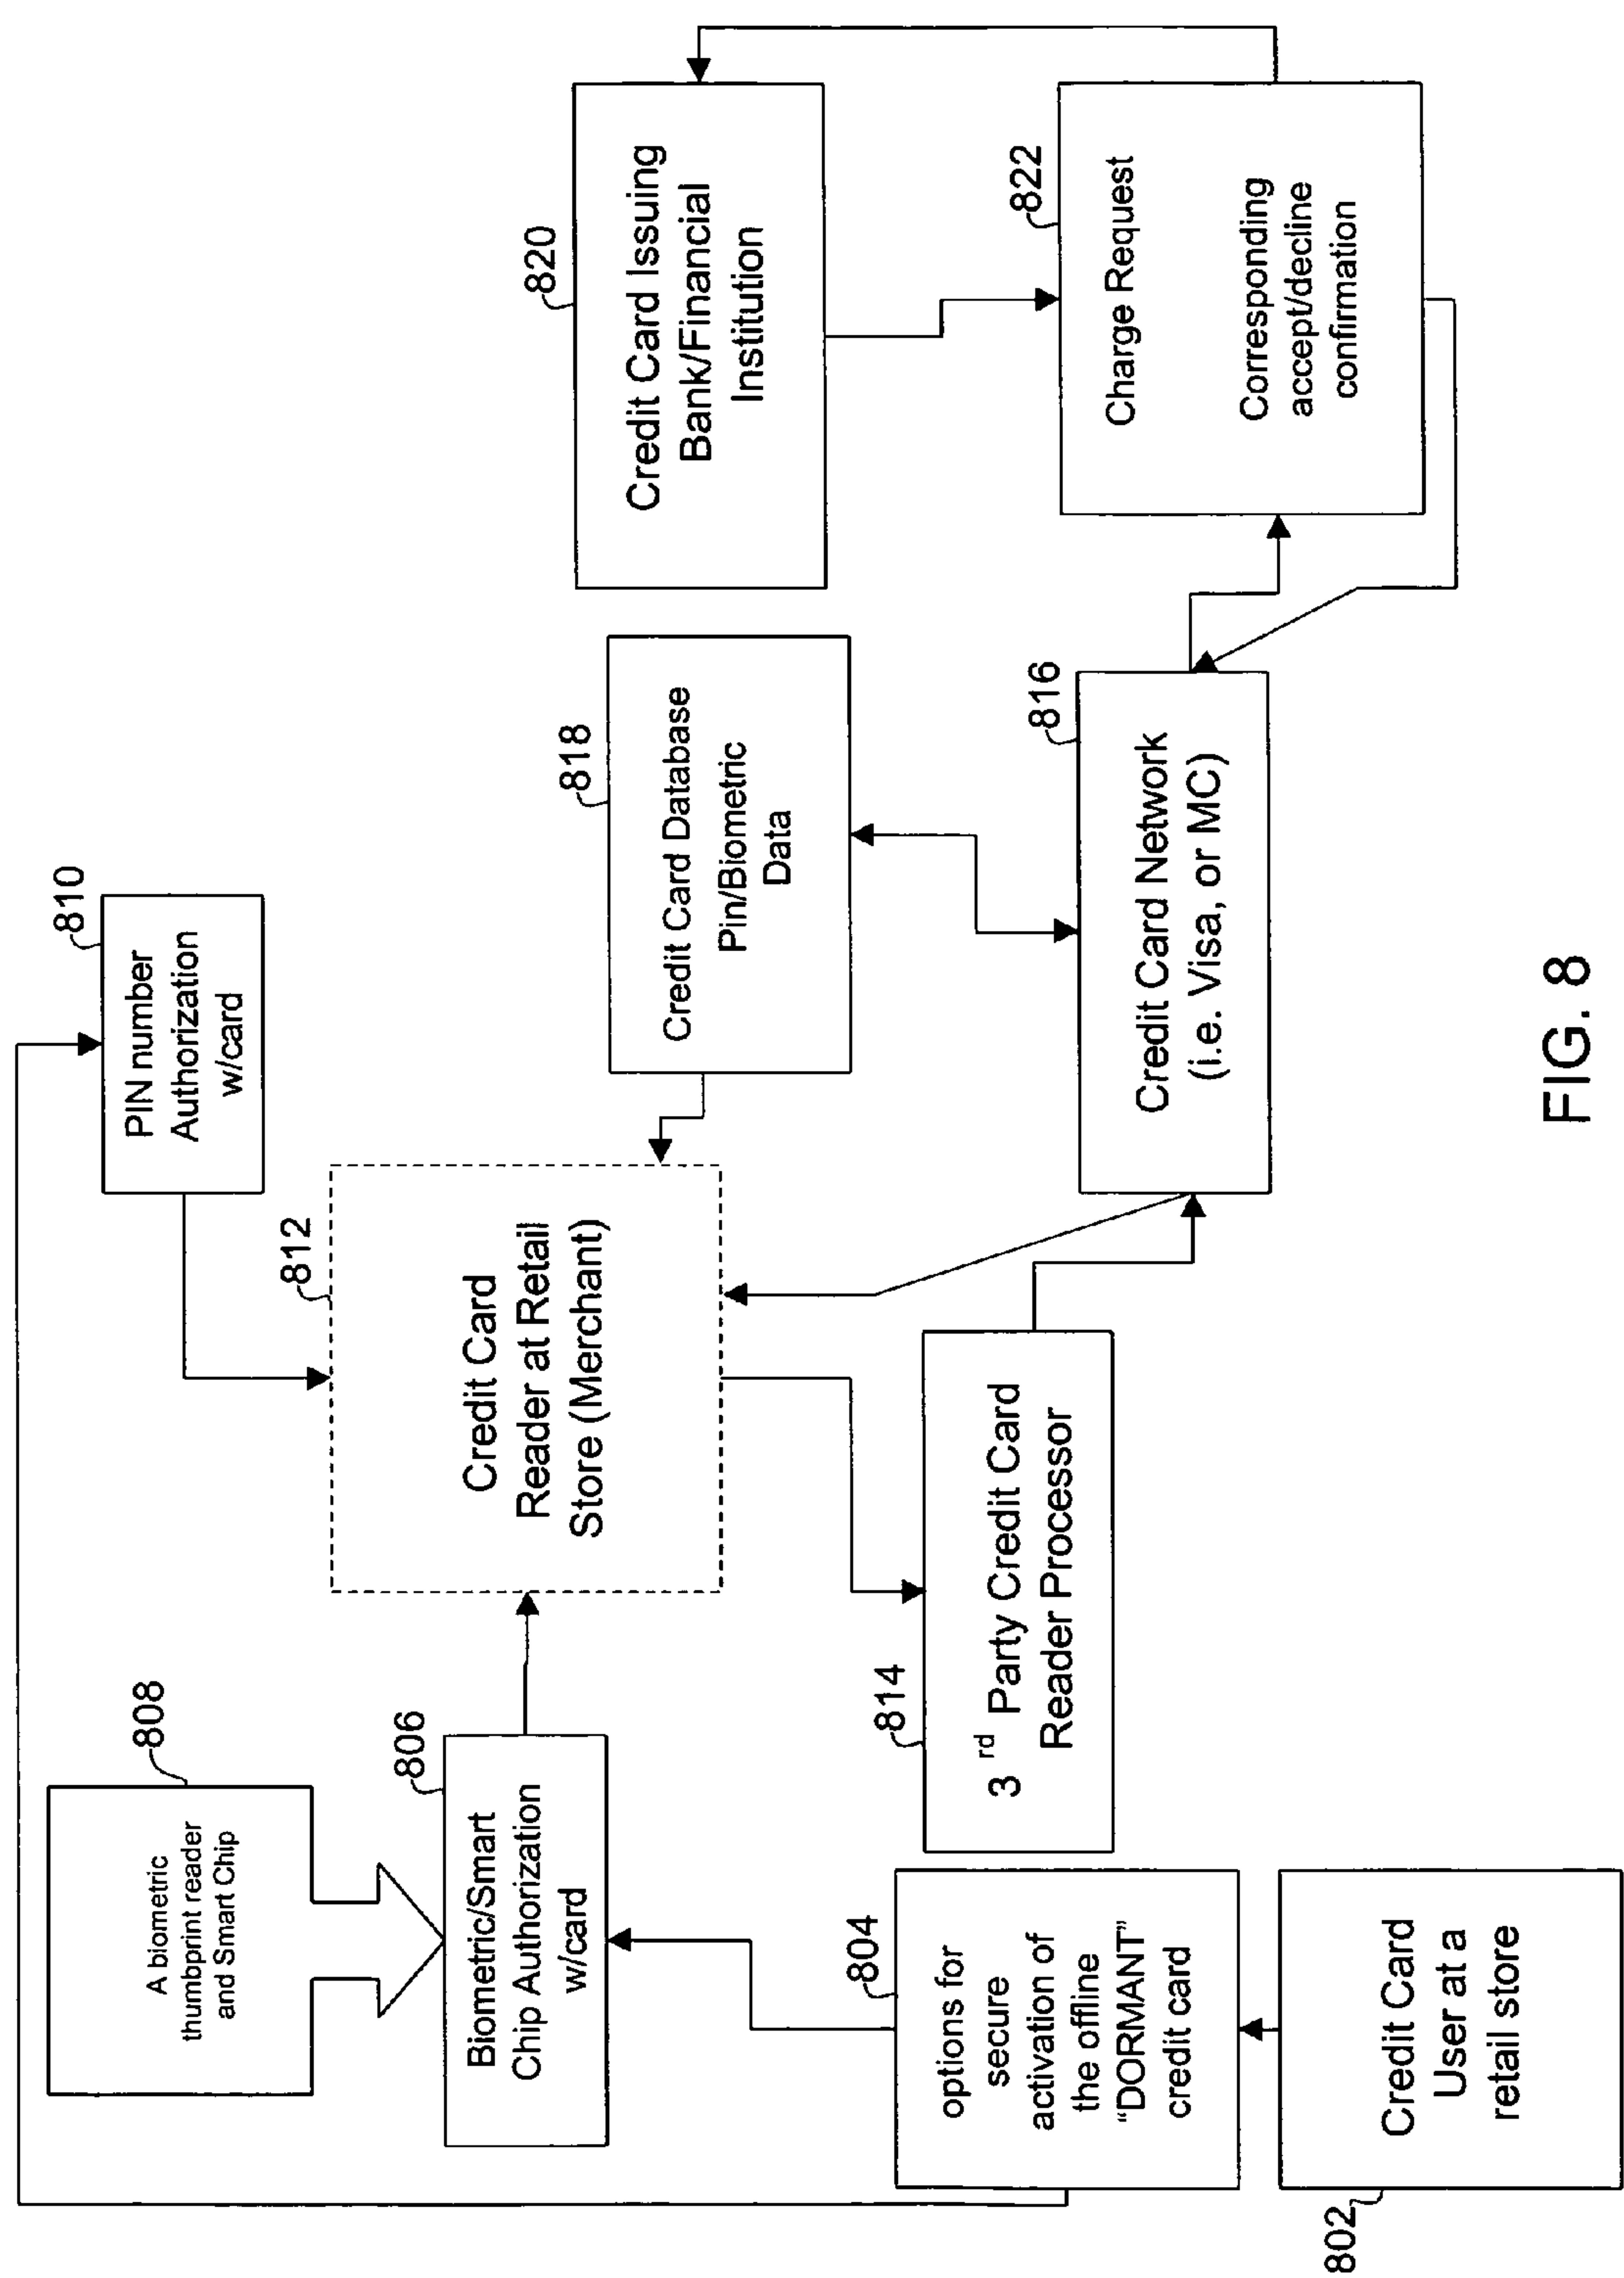 808
A biometric
thumbprint reader
and Smart Chip
810
PIN number
Authorization
w/card
806
Biometric/Smart
Chip Authorization
w/card
812
Credit Card
Reader at Retail
Store (Merchant)
818
Credit Card Database
Pin/Biometric
Data
820
Credit Card Issuing
Bank/Financial
Institution
804
options for
secure
activation of
the offline
“DORMANT”
credit card
814
3 rd Party Credit Card
Reader Processor
816
Credit Card Network
(i.e. Visa, or MC)
822
Charge Request
Corresponding
accept/decline
confirmation
802
Credit Card
User at a
retail store
FIG. 8